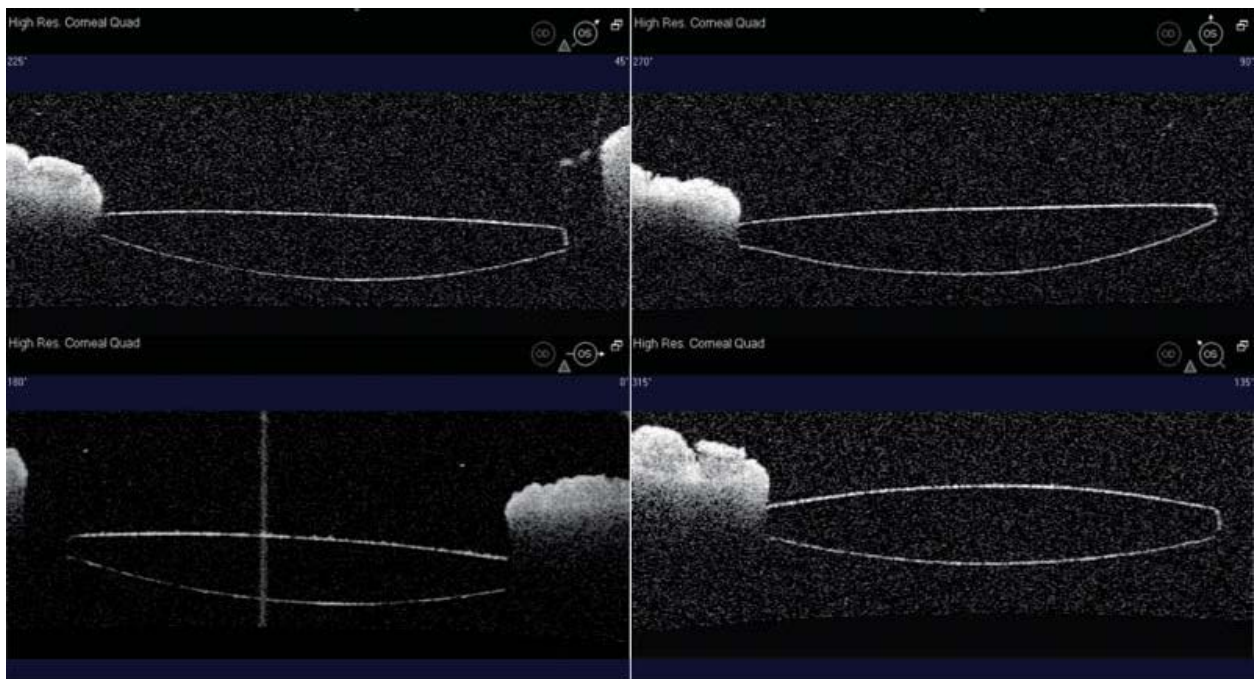 High Res. Corneal Quad
OD OS
225° 45°
High Res. Corneal Quad
OD OS
270° 90°
High Res. Corneal Quad
OD OS
180° 0°
High Res. Corneal Quad
OD OS
315° 135°